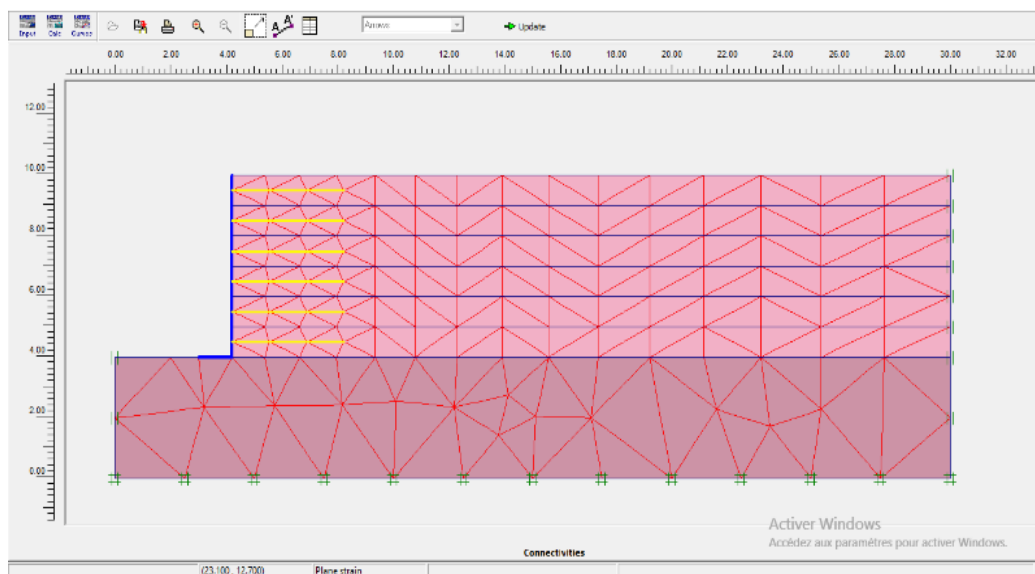 Input Calc Curves Arrows Update
0.00 2.00 4.00 6.00 8.00 10.00 12.00 14.00 16.00 18.00 20.00 22.00 24.00 26.00 28.00 30.00 32.00
12.00
10.00
8.00
6.00
4.00
2.00
0.00
Activer Windows
Accédez aux paramètres pour activer Windows.
Connectivities
(23.100 , 12.700) Plane strain